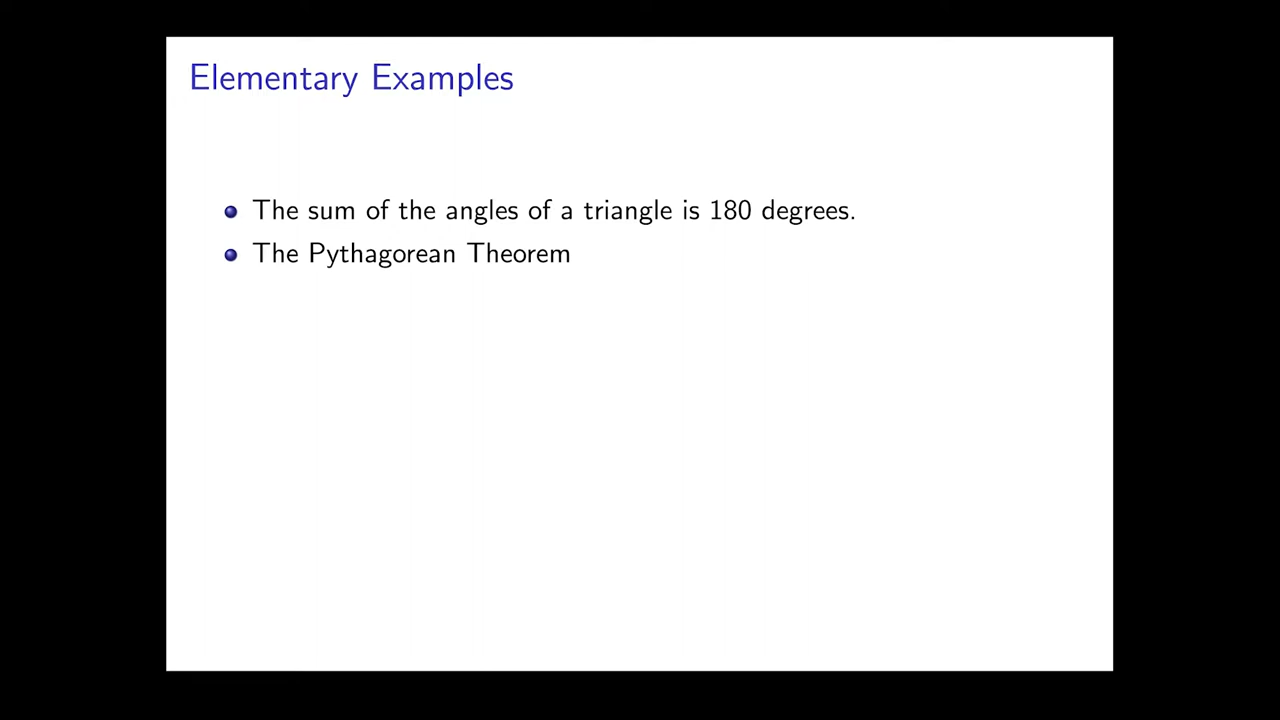 Elementary Examples
The sum of the angles of a triangle is 180 degrees.
The Pythagorean Theorem